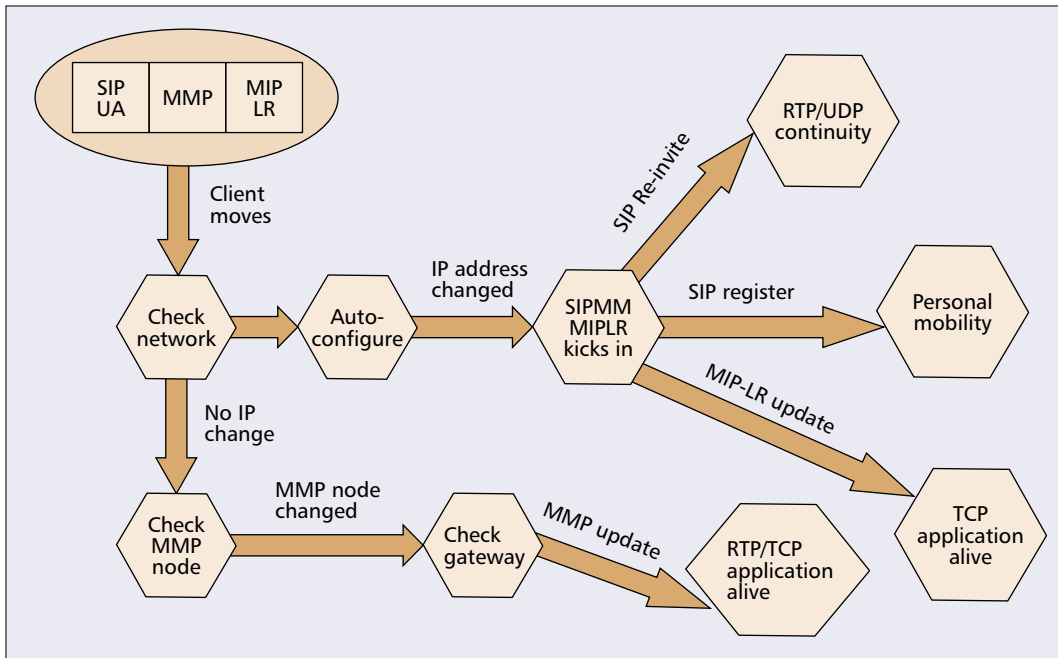 SIP
UA
MMP
MIP
LR
Client
moves
RTP/UDP
continuity
SIP Re-invite
Check
network
Auto-
configure
IP address
changed
SIPMM
MIPLR
kicks in
SIP register
Personal
mobility
MIP-LR update
No IP
change
TCP
application
alive
Check
MMP
node
MMP node
changed
Check
gateway
MMP update
RTP/TCP
application
alive